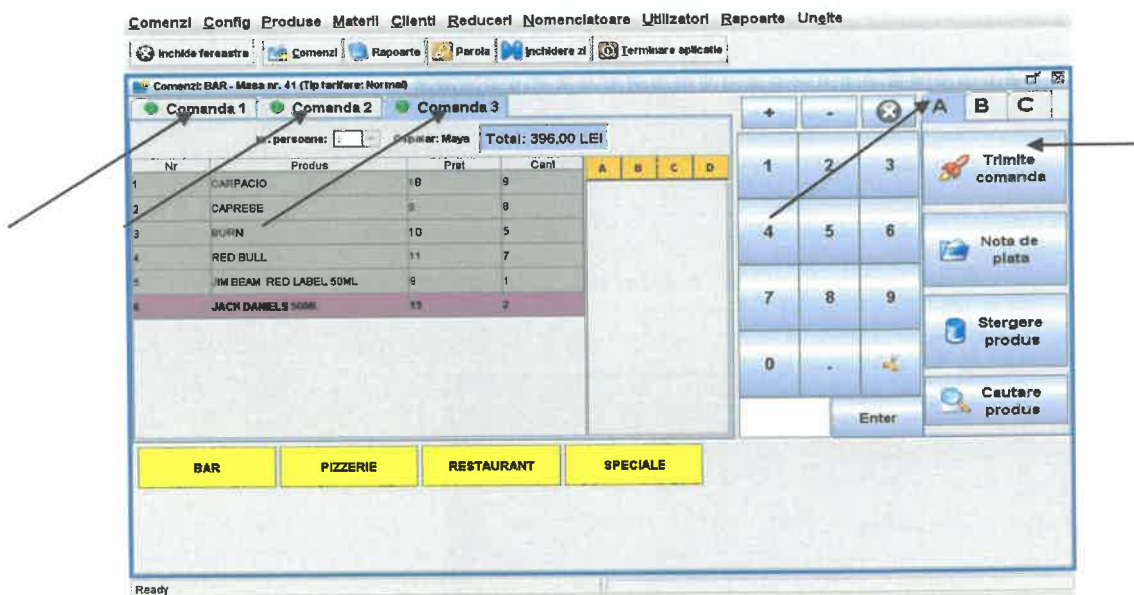 Comenzi Config Produse Materii Clienti Reduceri Nomenclatoare Utilizatori Rapoarte Unelte
Inchide fereastra Comenzi Rapoarte Parola Inchidere zi Terminare aplicatie
Comenzi: BAR - Masa nr. 41 (Tip tarifare: Normal)
Comanda 1 Comanda 2 Comanda 3
persoane: Maya Total: 396,00 LEI
Nr Produs Pret Cant A B C D
1 CARPACIO 18 9
2 CAPRESE 8
3 BURN 10 5
4 RED BULL 11 7
5 JIM BEAM RED LABEL 50ML 9 1
6 JACK DANIELS 50ML 13 2
+ - A B C
1 2 3 Trimite comanda
4 5 6 Nota de plata
7 8 9 Stergere produs
0 . Cautare produs
Enter
BAR PIZZERIE RESTAURANT SPECIALE
Ready